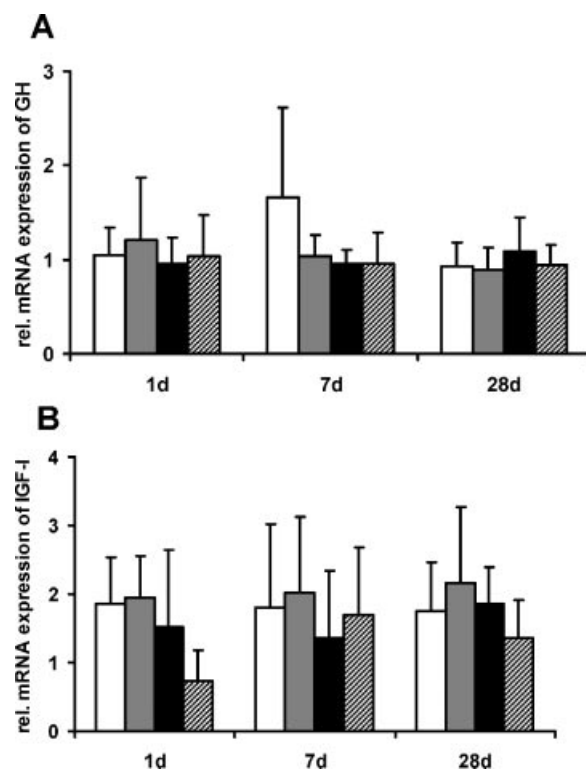 A
rel. mRNA expression of GH
3
2
1
0
1d 7d 28d
B
rel. mRNA expression of IGF-I
4
3
2
1
0
1d 7d 28d